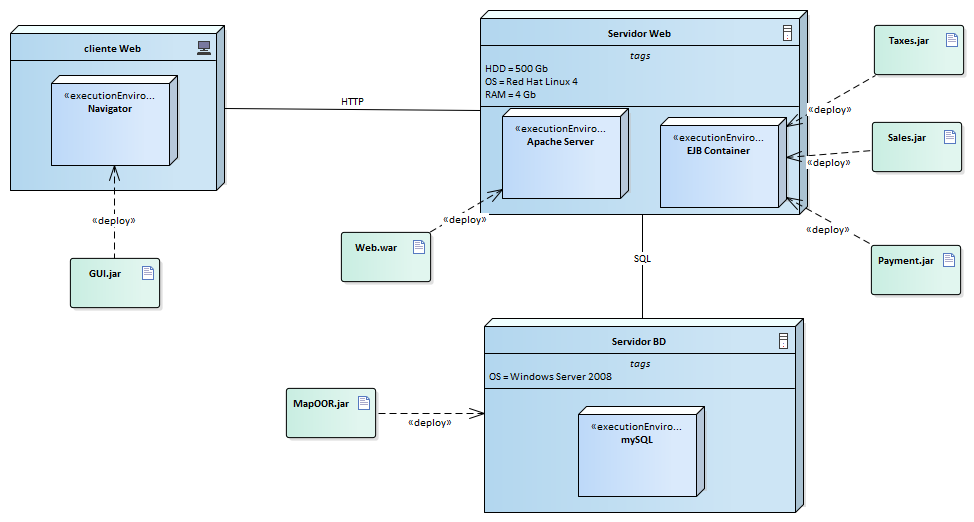 cliente Web
«executionEnviro...
Navigator
«deploy»
GUI.jar
HTTP
Servidor Web
tags
HDD = 500 Gb
OS = Red Hat Linux 4
RAM = 4 Gb
«executionEnviro...
Apache Server
«executionEnviro...
EJB Container
«deploy»
Web.war
Taxes.jar
«deploy»
Sales.jar
«deploy»
Payment.jar
«deploy»
SQL
Servidor BD
tags
OS = Windows Server 2008
«executionEnviro...
mySQL
MapOOR.jar
«deploy»